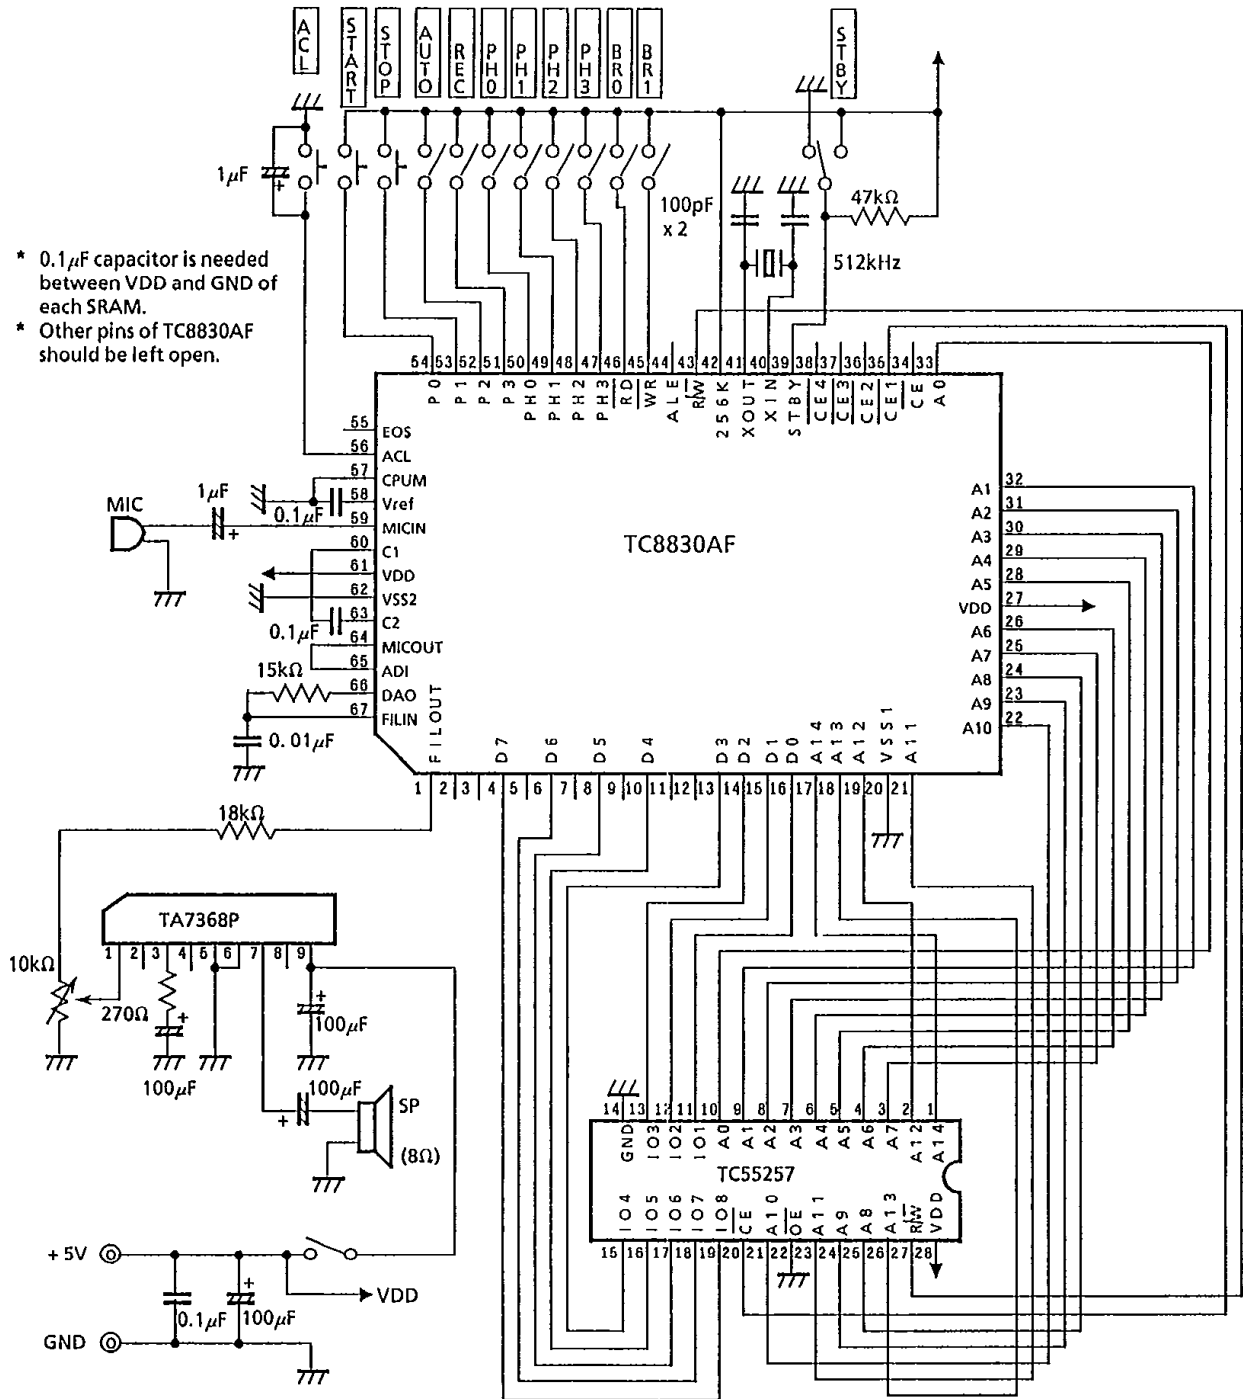 ACL
START
STOP
AUTO
REC
PH0
PH1
PH2
PH3
BR0
BR1
STBY
1μF
+
100pF
x 2
47kΩ
512kHz
* 0.1μF capacitor is needed
between VDD and GND of
each SRAM.
* Other pins of TC8830AF
should be left open.
54 53 52 51 50 49 48 47 46 45 44 43 42 41 40 39 38 37 36 35 34 33
P0 P1 P2 P3 PH0 PH1 PH2 PH3 RD WR ALE R/W 256K XOUT XIN STBY CE4 CE3 CE2 CE1 CE A0
55 EOS
56 ACL
57 CPUM
58 Vref
0.1μF
59 MICIN
MIC
1μF
+
60 C1
61 VDD
62 VSS2
63 C2
0.1μF
64 MICOUT
65 ADI
15kΩ
66 DAO
67 FILIN
0.01μF
TC8830AF
A1 32
A2 31
A3 30
A4 29
A5 28
VDD 27
A6 26
A7 25
A8 24
A9 23
A10 22
FILOUT D7 D6 D5 D4 D3 D2 D1 D0 A14 A13 A12 VSS1 A11
1 2 3 4 5 6 7 8 9 10 11 12 13 14 15 16 17 18 19 20 21
18kΩ
TA7368P
1 2 3 4 5 6 7 8 9
10kΩ
270Ω
+
100μF
+
100μF
100μF
+
SP
(8Ω)
14 13 12 11 10 9 8 7 6 5 4 3 2 1
GND IO3 IO2 IO1 A0 A1 A2 A3 A4 A5 A6 A7 A12 A14
TC55257
IO4 IO5 IO6 IO7 IO8 CE A10 OE A11 A9 A8 A13 R/W VDD
15 16 17 18 19 20 21 22 23 24 25 26 27 28
+ 5V
0.1μF
+
100μF
VDD
GND